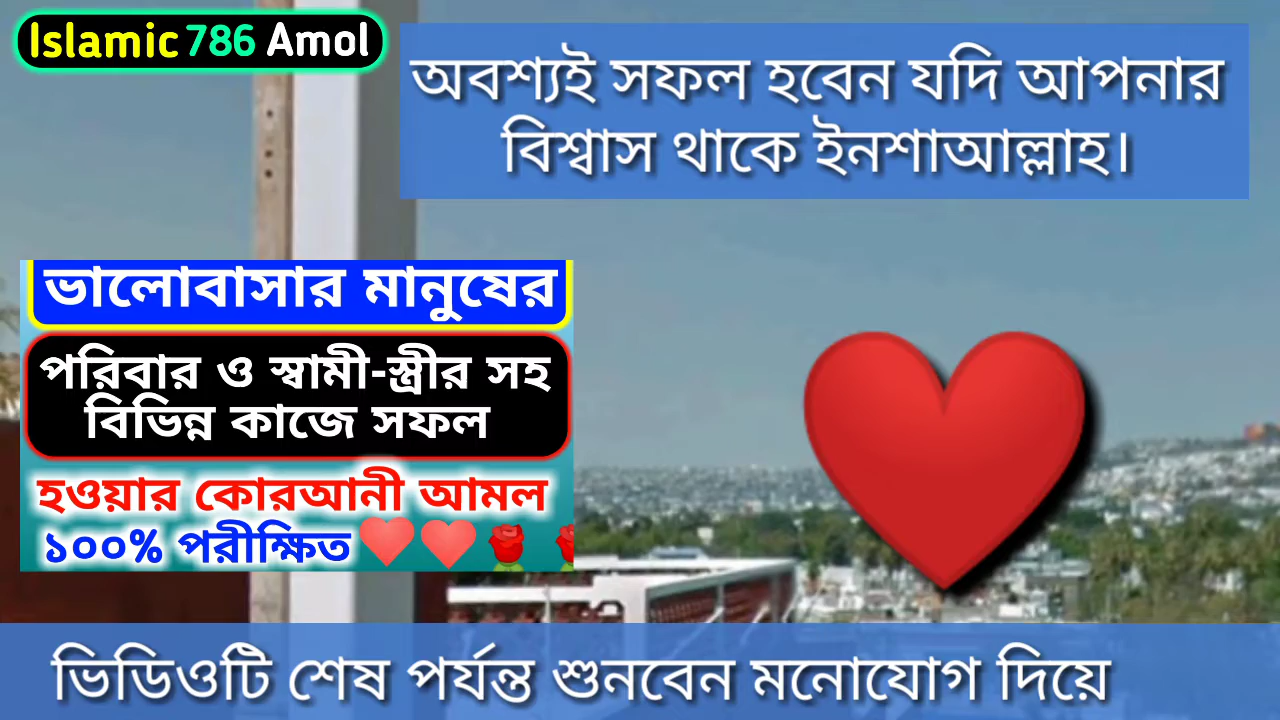 Islamic 786 Amol
অবশ্যই সফল হবেন যদি আপনার
বিশ্বাস থাকে ইনশাআল্লাহ।
ভালোবাসার মানুষের
পরিবার ও স্বামী-স্ত্রীর সহ
বিভিন্ন কাজে সফল
হওয়ার কোরআনী আমল
১০০% পরীক্ষিত
ভিডিওটি শেষ পর্যন্ত শুনবেন মনোযোগ দিয়ে